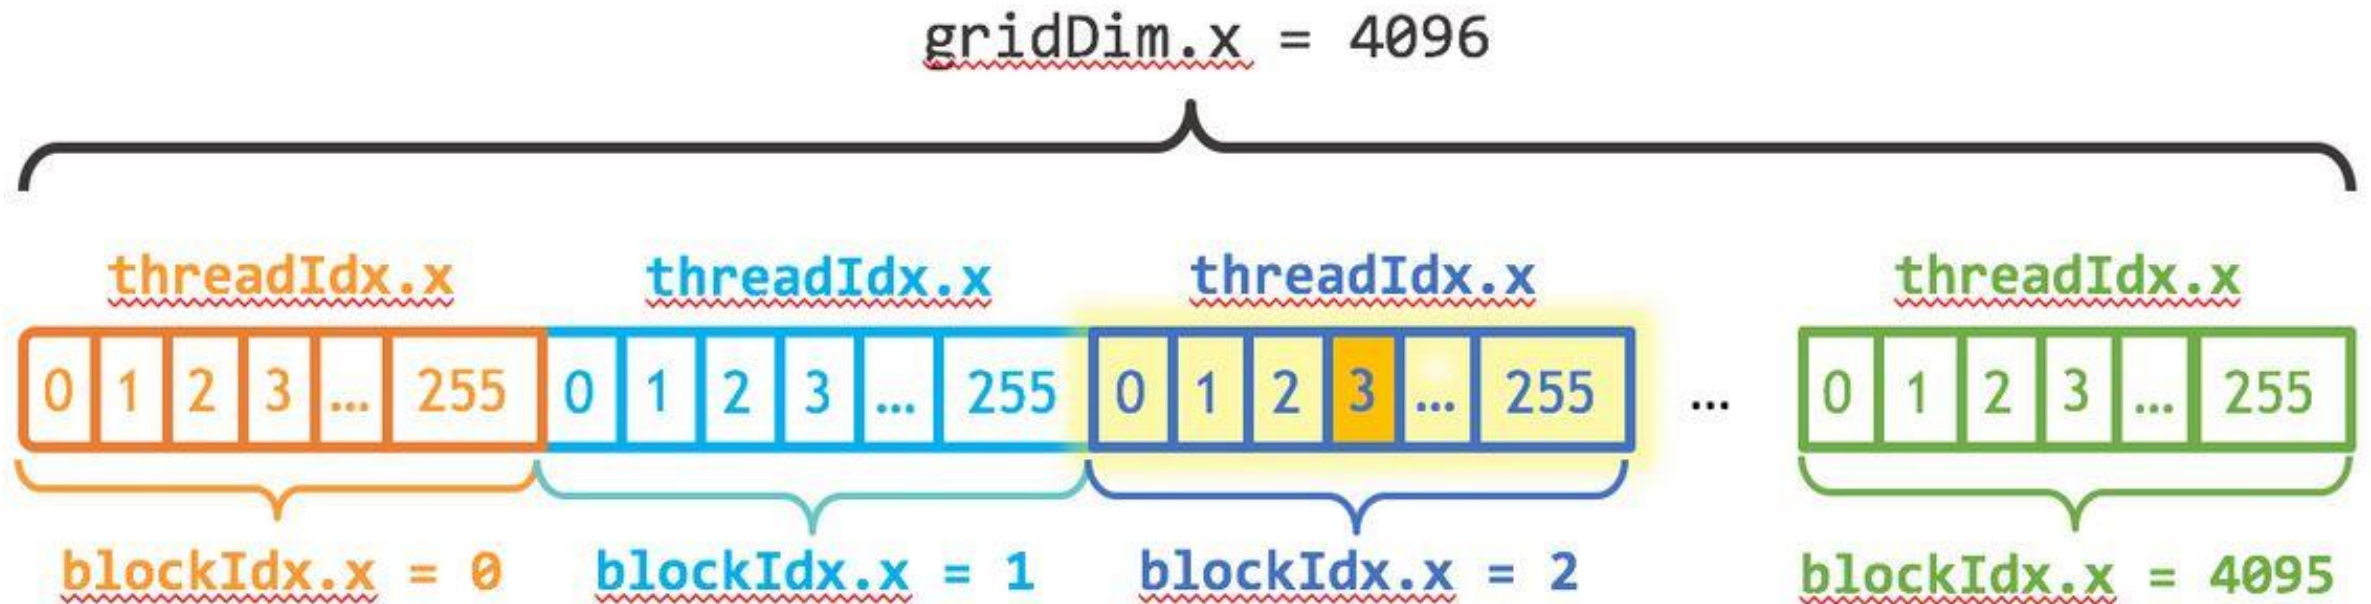 gridDim.x = 4096
threadIdx.x threadIdx.x threadIdx.x threadIdx.x
0 1 2 3 ... 255 0 1 2 3 ... 255 0 1 2 3 ... 255 ... 0 1 2 3 ... 255
blockIdx.x = 0 blockIdx.x = 1 blockIdx.x = 2 blockIdx.x = 4095